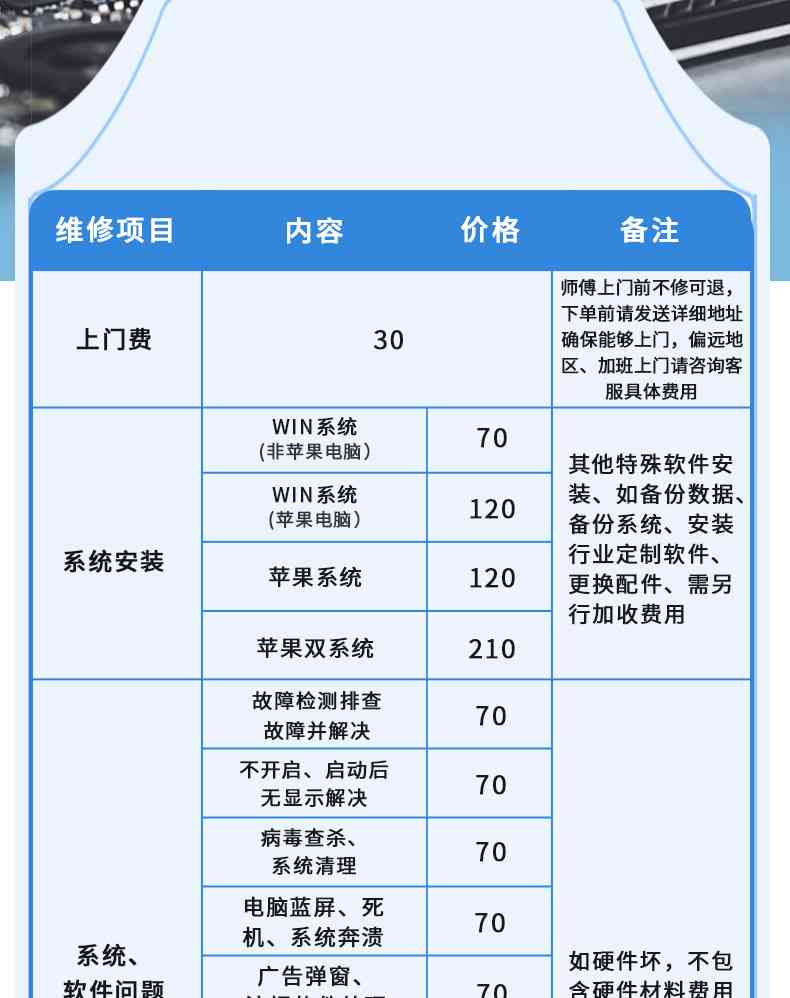 维修项目 内容 价格 备注
上门费
30
师傅上门前不修可退，
下单前请发送详细地址
确保能够上门，偏远地
区、加班上门请咨询客
服具体费用
系统安装
WIN系统
(非苹果电脑）
70
WIN系统
(苹果电脑）
120
苹果系统
120
苹果双系统
210
其他特殊软件安
装、如备份数据、
备份系统、安装
行业定制软件、
更换配件、需另
行加收费用
系统、
软件问题
故障检测排查
故障并解决
70
不开启、启动后
无显示解决
70
病毒查杀、
系统清理
70
电脑蓝屏、死
机、系统奔溃
70
广告弹窗、
70
如硬件坏，不包
含硬件材料费用